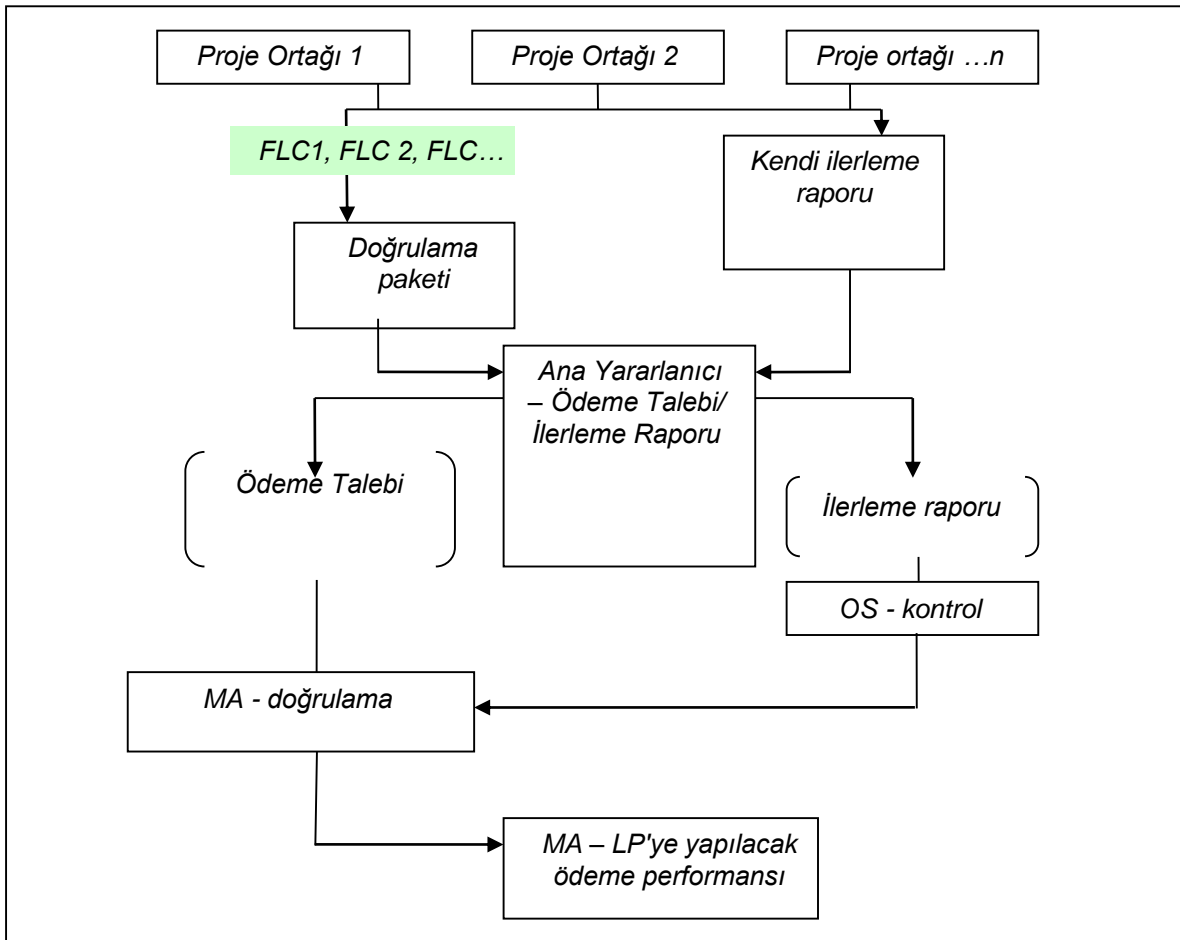 Proje Ortağı 1
Proje Ortağı 2
Proje ortağı …n
FLC1, FLC 2, FLC…
Kendi ilerleme
raporu
Doğrulama
paketi
Ana Yararlanıcı
– Ödeme Talebi/
İlerleme Raporu
Ödeme Talebi
İlerleme raporu
OS - kontrol
MA - doğrulama
MA – LP'ye yapılacak
ödeme performansı